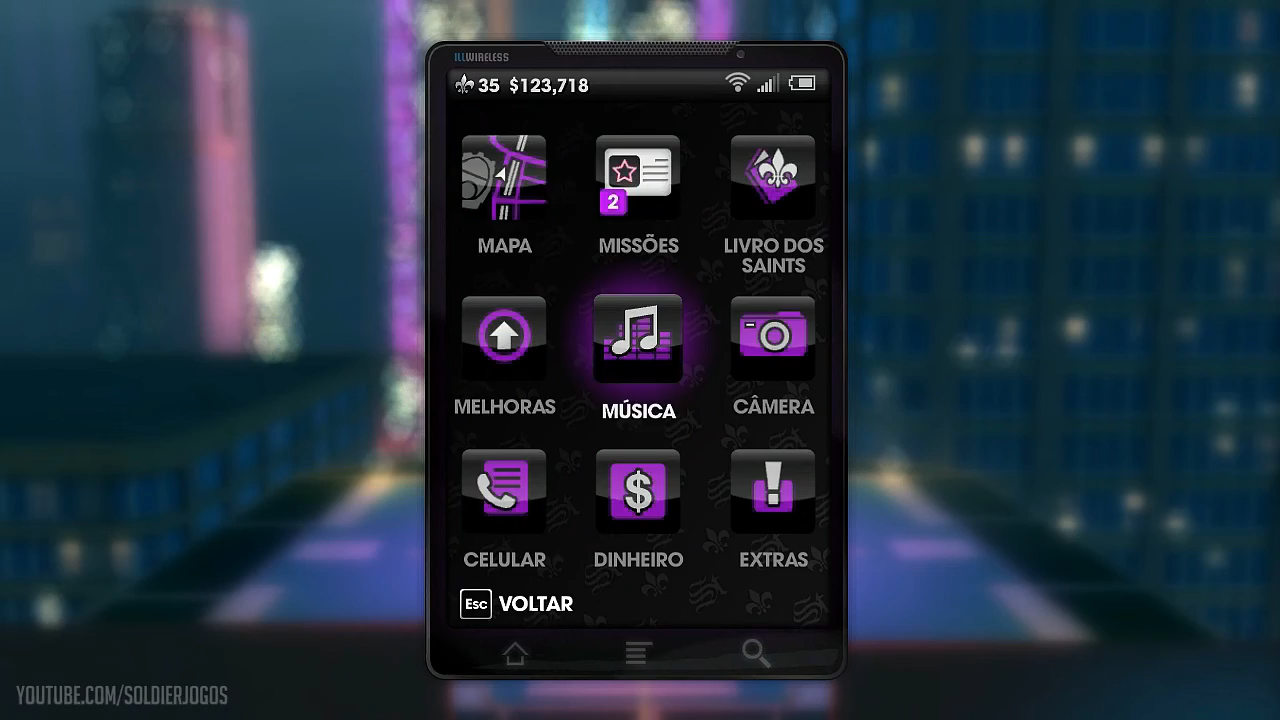 ILLWIRELESS
35 $123,718
2
MAPA
MISSÕES
LIVRO DOS
SAINTS
MELHORAS
MÚSICA
CÂMERA
$
CELULAR
DINHEIRO
EXTRAS
Esc VOLTAR
YOUTUBE.COM/SOLDIERJOGOS